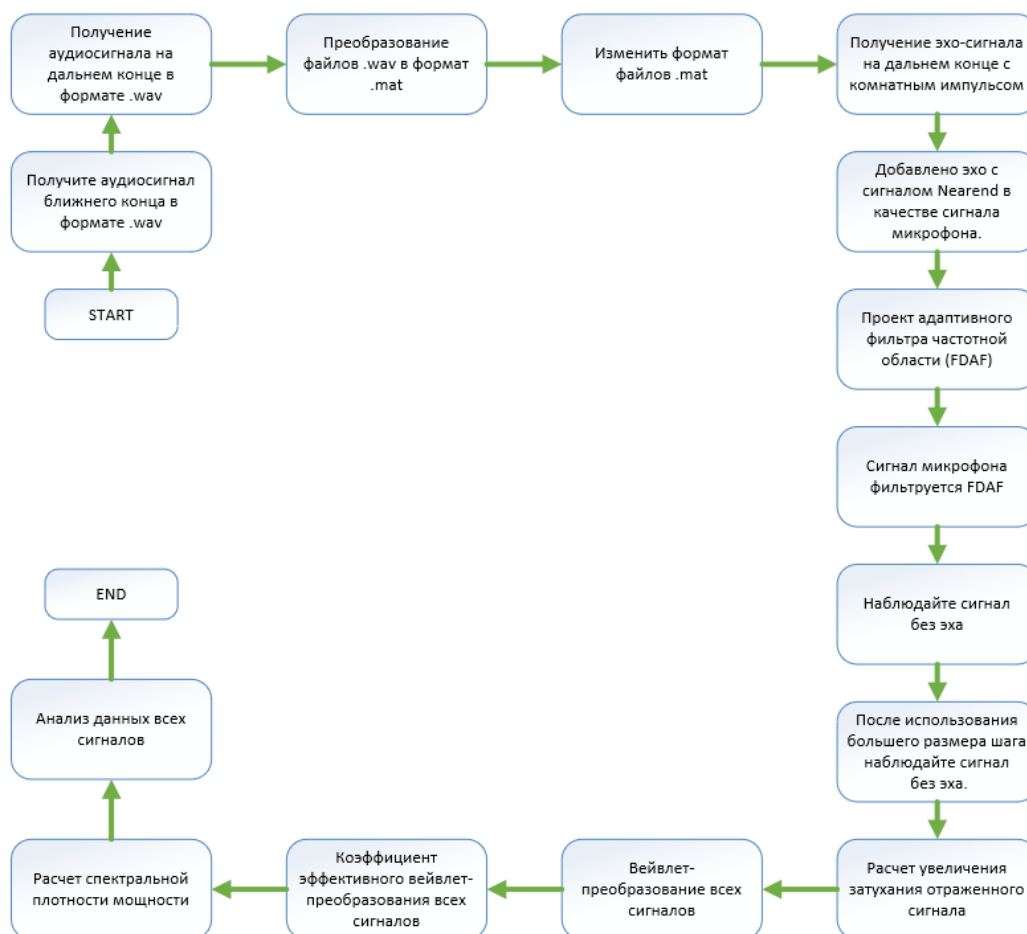 START
Получите аудиосигнал
ближнего конца в
формате .wav
Получение
аудиосигнала на
дальнем конце в
формате .wav
Преобразование
файлов .wav в формат
.mat
Изменить формат
файлов .mat
Получение эхо-сигнала
на дальнем конце с
комнатным импульсом
Добавлено эхо с
сигналом Nearend в
качестве сигнала
микрофона.
Проект адаптивного
фильтра частотной
области (FDAF)
Сигнал микрофона
фильтруется FDAF
Наблюдайте сигнал
без эха
После использования
большего размера шага
наблюдайте сигнал
без эха.
Расчет увеличения
затухания отраженного
сигнала
Вейвлет-
преобразование всех
сигналов
Коэффициент
эффективного вейвлет-
преобразования всех
сигналов
Расчет спектральной
плотности мощности
Анализ данных всех
сигналов
END